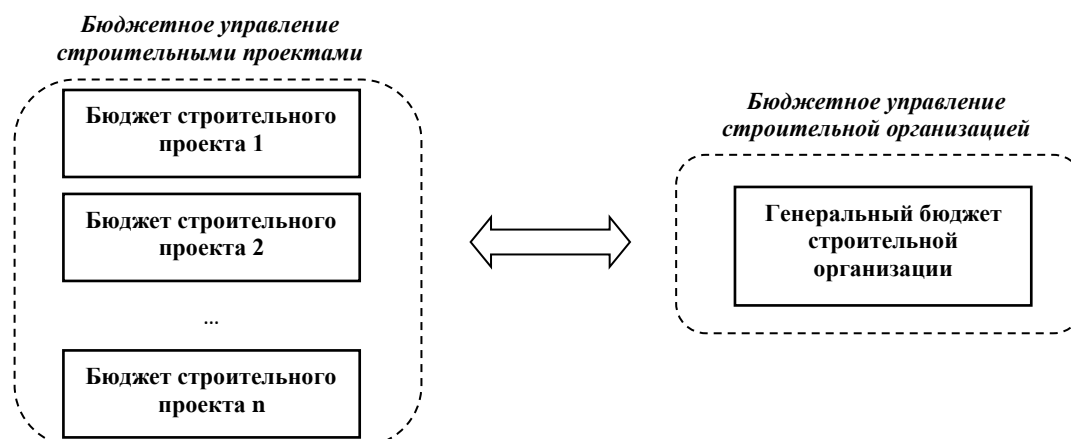 Бюджетное управление
строительными проектами
Бюджет строительного
проекта 1
Бюджет строительного
проекта 2
...
Бюджет строительного
проекта n
Бюджетное управление
строительной организацией
Генеральный бюджет
строительной
организации